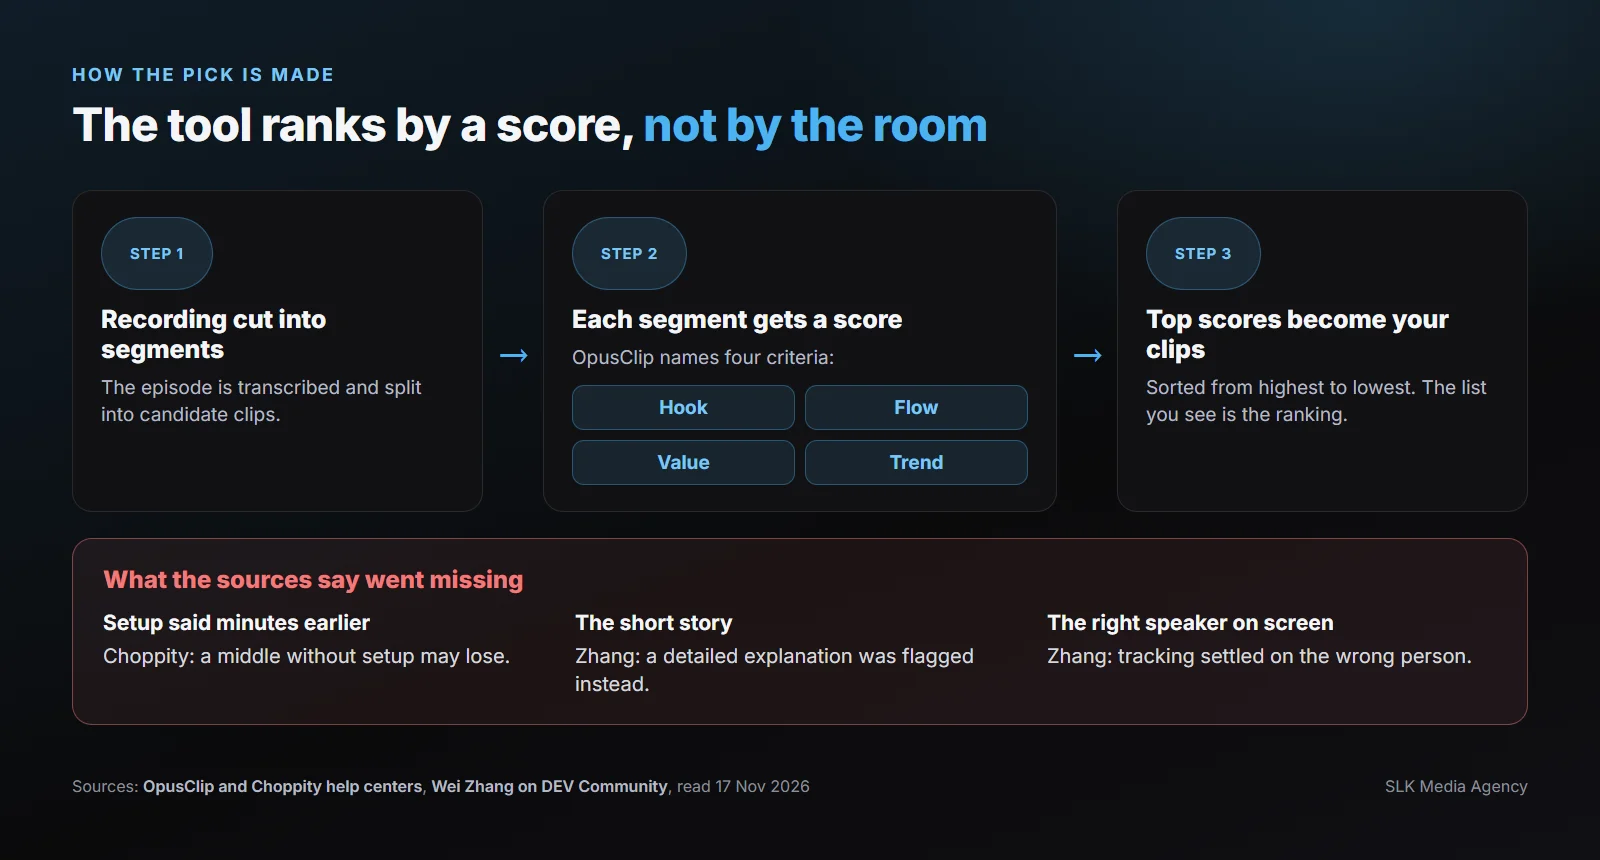 HOW THE PICK IS MADE
The tool ranks by a score, not by the room
STEP 1
Recording cut into
segments
The episode is transcribed and split
into candidate clips.
→
STEP 2
Each segment gets a score
OpusClip names four criteria:
Hook
Flow
Value
Trend
→
STEP 3
Top scores become your
clips
Sorted from highest to lowest. The list
you see is the ranking.
What the sources say went missing
Setup said minutes earlier
Choppity: a middle without setup may lose.
The short story
Zhang: a detailed explanation was flagged
instead.
The right speaker on screen
Zhang: tracking settled on the wrong person.
Sources: OpusClip and Choppity help centers, Wei Zhang on DEV Community, read 17 Nov 2026
SLK Media Agency